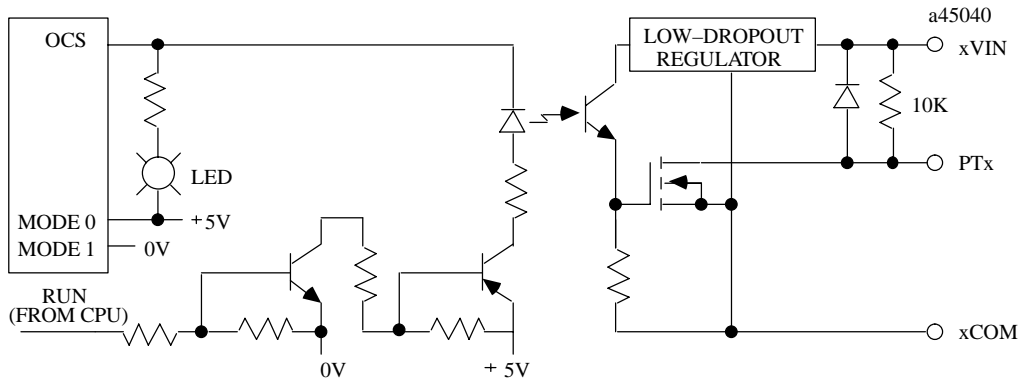 a45040
OCS
LOW–DROPOUT
REGULATOR
xVIN
10K
LED
PTx
MODE 0
+5V
MODE 1
0V
RUN
(FROM CPU)
0V
+ 5V
xCOM